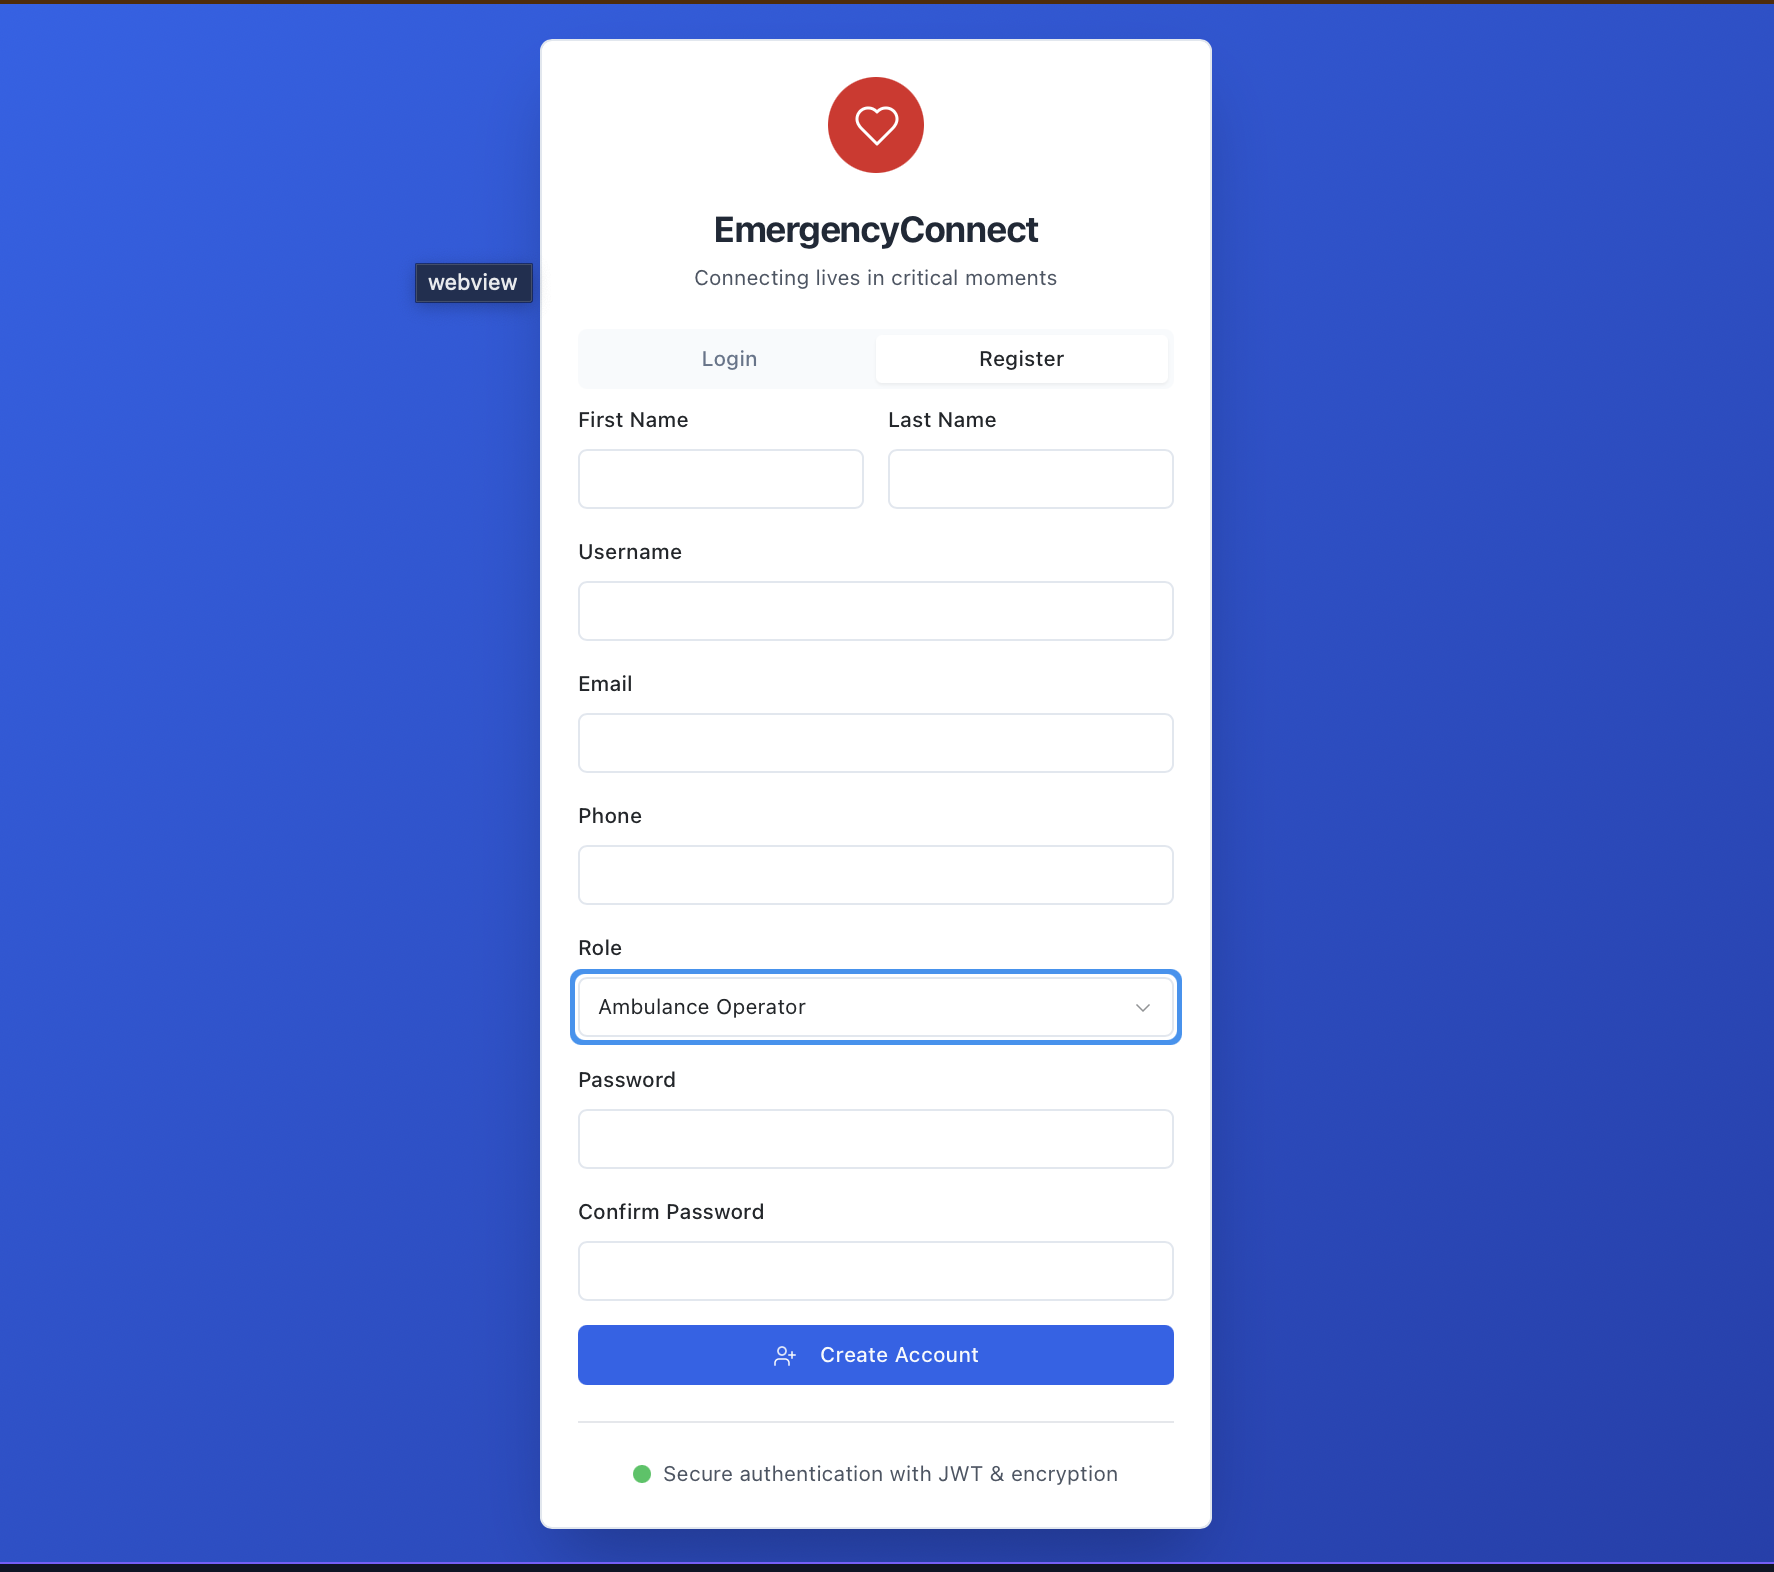 EmergencyConnect
Connecting lives in critical moments
webview
Login Register
First Name Last Name
Username
Email
Phone
Role
Ambulance Operator
Password
Confirm Password
Create Account
Secure authentication with JWT & encryption